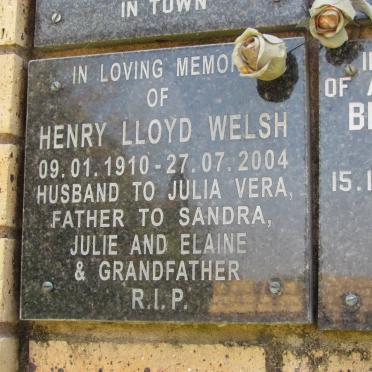 IN TOWN
IN LOVING MEMOR
OF
HENRY LLOYD WELSH
09.01.1910 - 27.07.2004
HUSBAND TO JULIA VERA,
FATHER TO SANDRA,
JULIE AND ELAINE
& GRANDFATHER
R.I.P.
OF
15.1